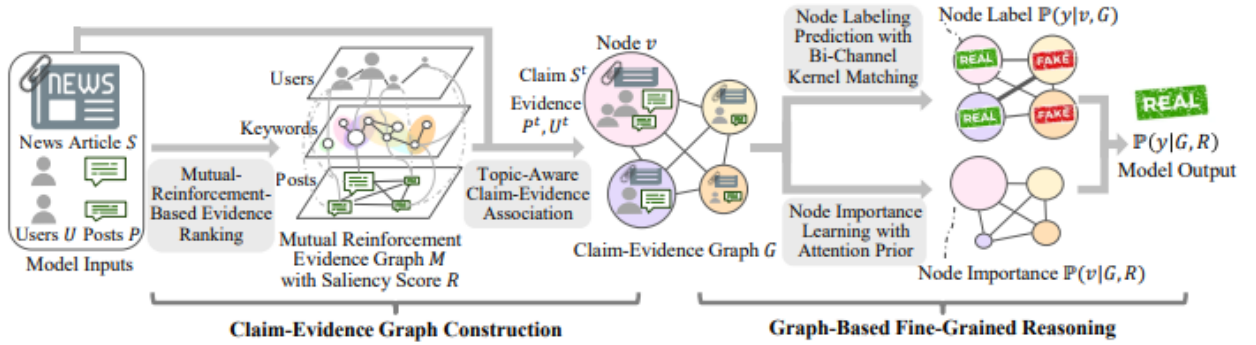 NEWS
News Article S
Users U Posts P
Model Inputs
Mutual-
Reinforcement-
Based Evidence
Ranking
Users
Keywords
Posts
Mutual Reinforcement
Evidence Graph M
with Saliency Score R
Topic-Aware
Claim-Evidence
Association
Node v
Claim Sᵗ
Evidence
Pᵗ, Uᵗ
Claim-Evidence Graph G
Node Labeling
Prediction with
Bi-Channel
Kernel Matching
Node Importance
Learning with
Attention Prior
Node Label ℙ(y|v, G)
REAL
FAKE
REAL
FAKE
Node Importance ℙ(v|G, R)
REAL
ℙ(y|G, R)
Model Output
Claim-Evidence Graph Construction
Graph-Based Fine-Grained Reasoning